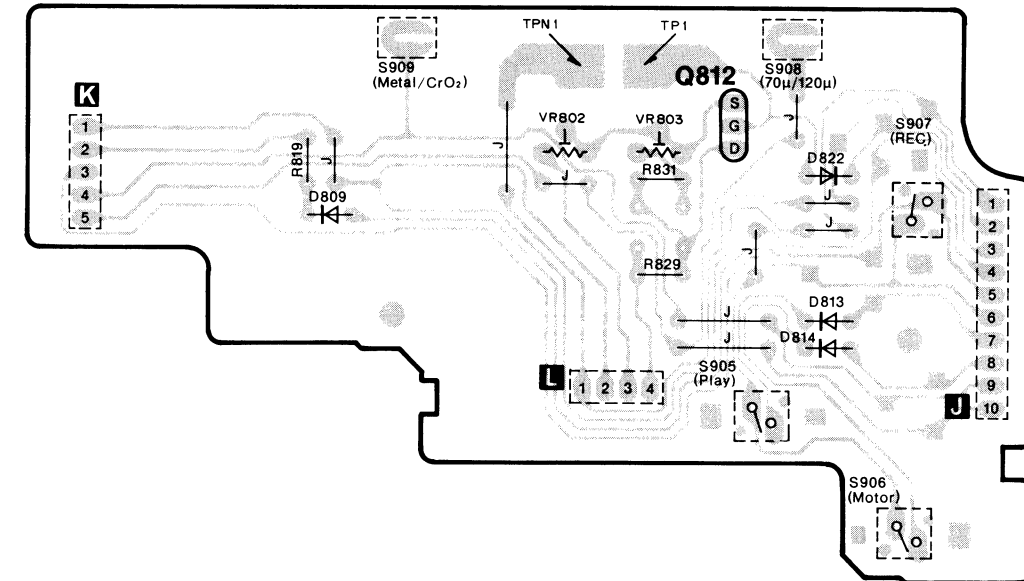 TPN1
TP1
S909
(Metal/CrO₂)
Q812
S908
(70µ/120µ)
K
1
2
3
4
5
VR802
VR803
S
G
D
J
S907
(REC)
R819
J
J
D822
R831
J
J
J
D809
1
2
3
4
5
6
7
8
9
10
J
R829
D813
J
D814
J
S905
(Play)
L
1 2 3 4
J
S906
(Motor)